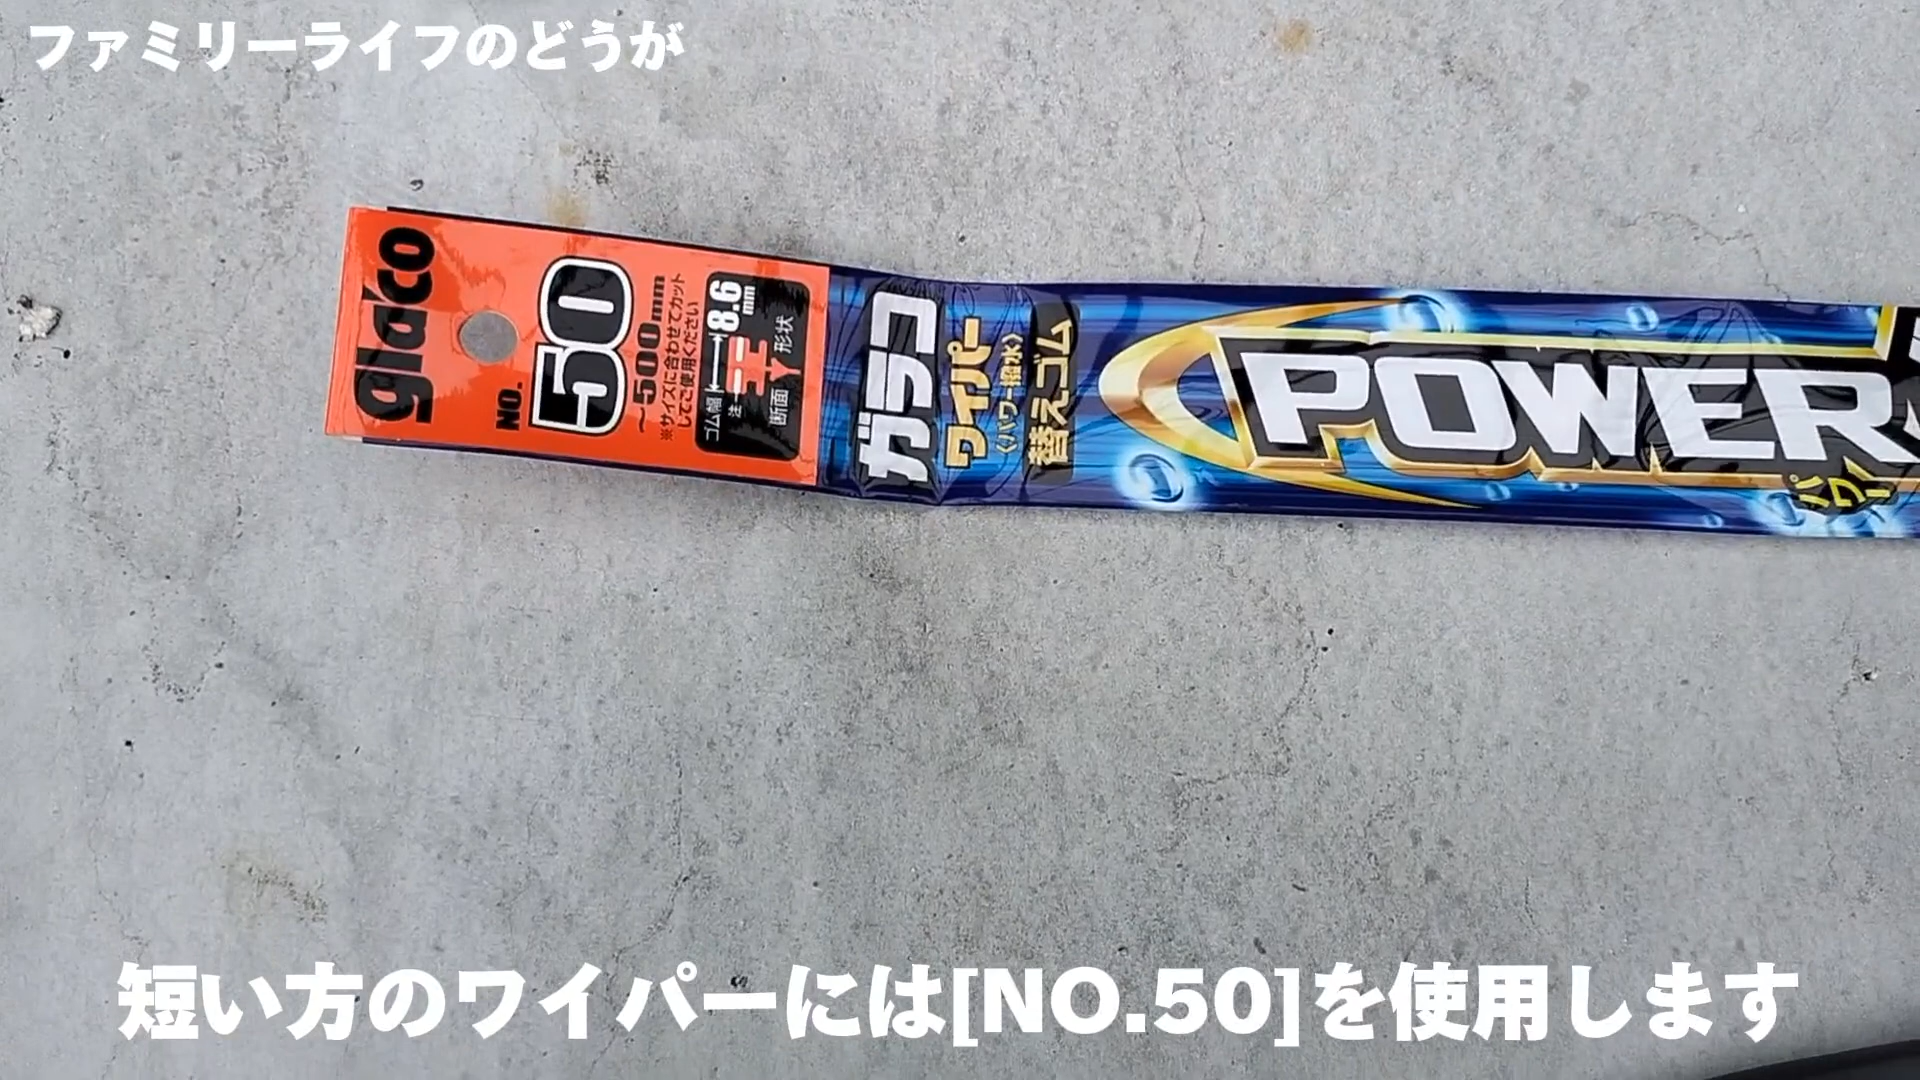 ファミリーライフのどうが
glaco
NO.
50
～500mm
※サイズに合わせてカット
してご使用ください
ゴム幅
8.6
mm
注
断面
形状
ガラコ
ワイパー
〈パワー撥水〉
替えゴム
POWER
パワー
短い方のワイパーには[NO.50]を使用します